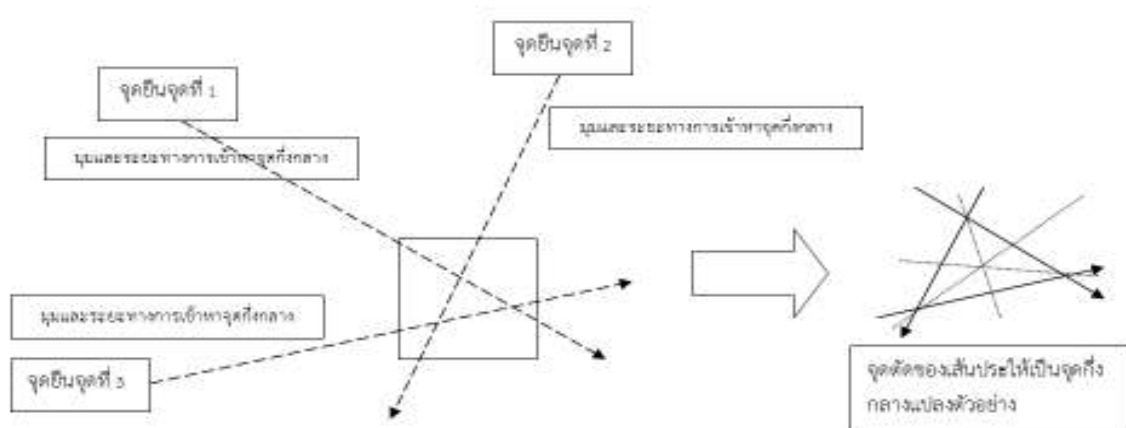 จุดยืนจุดที่ 2
จุดยืนจุดที่ 1
มุมและระยะทางการเข้าหาจุดกึ่งกลาง
มุมและระยะทางการเข้าหาจุดกึ่งกลาง
มุมและระยะทางการเข้าหาจุดกึ่งกลาง
จุดยืนจุดที่ 3
จุดตัดของเส้นประให้เป็นจุดกึ่ง
กลางแปลงตัวอย่าง